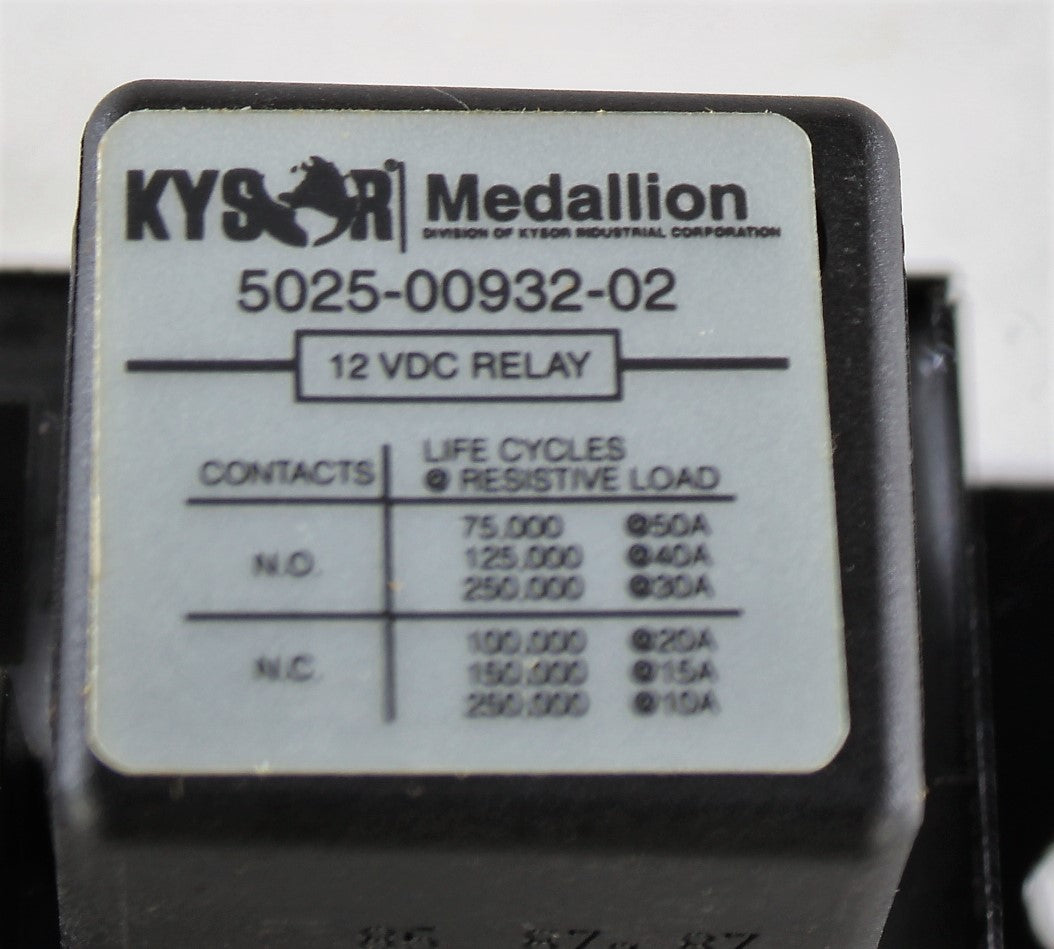 KYSOR Medallion
DIVISION OF KYSOR INDUSTRIAL CORPORATION
5025-00932-02
12 VDC RELAY
CONTACTS
LIFE CYCLES
@ RESISTIVE LOAD
N.O.
75,000 @50A
125,000 @40A
250,000 @30A
N.C.
100,000 @20A
150,000 @15A
250,000 @10A